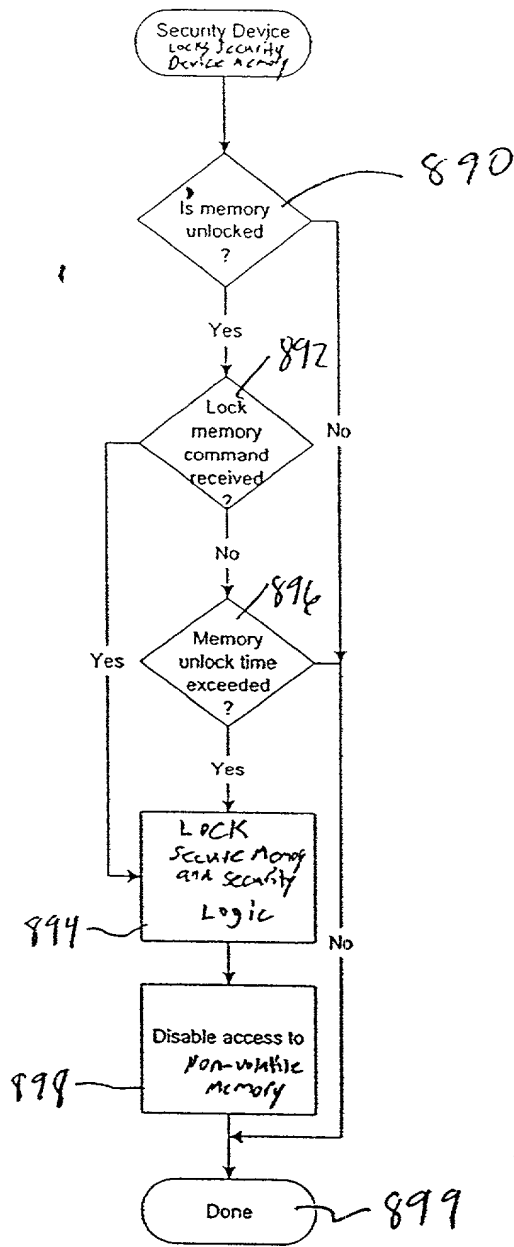 Security Device
Locks Security
Device Memory
890
Is memory
unlocked
?
Yes
892
Lock
memory
command
received
?
No
No
896
Memory
unlock time
exceeded
?
Yes
Yes
LOCK
Secure Memory
and Security
Logic
894
No
Disable access to
Non-volatile
Memory
898
Done
899